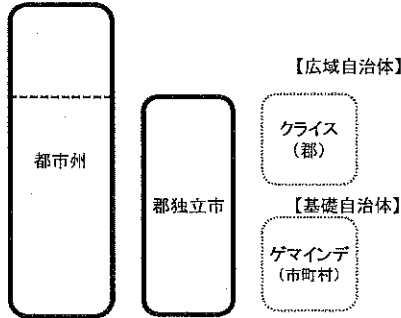 【広域自治体】
クライス
(郡)
都市州
郡独立市
【基礎自治体】
ゲマインデ
(市町村)